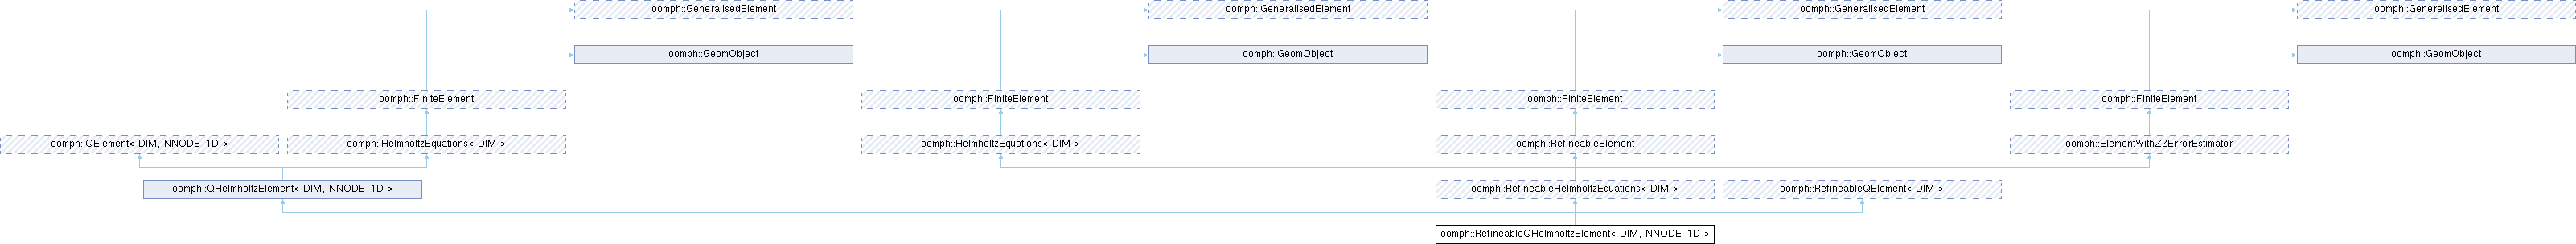 oomph::GeneralisedElement
oomph::GeneralisedElement
oomph::GeneralisedElement
oomph::GeneralisedElement
oomph::GeomObject
oomph::GeomObject
oomph::GeomObject
oomph::GeomObject
oomph::FiniteElement
oomph::FiniteElement
oomph::FiniteElement
oomph::FiniteElement
oomph::QElement< DIM, NNODE_1D >
oomph::HelmholtzEquations< DIM >
oomph::HelmholtzEquations< DIM >
oomph::RefineableElement
oomph::ElementWithZ2ErrorEstimator
oomph::QHelmholtzElement< DIM, NNODE_1D >
oomph::RefineableHelmholtzEquations< DIM >
oomph::RefineableQElement< DIM >
oomph::RefineableQHelmholtzElement< DIM, NNODE_1D >